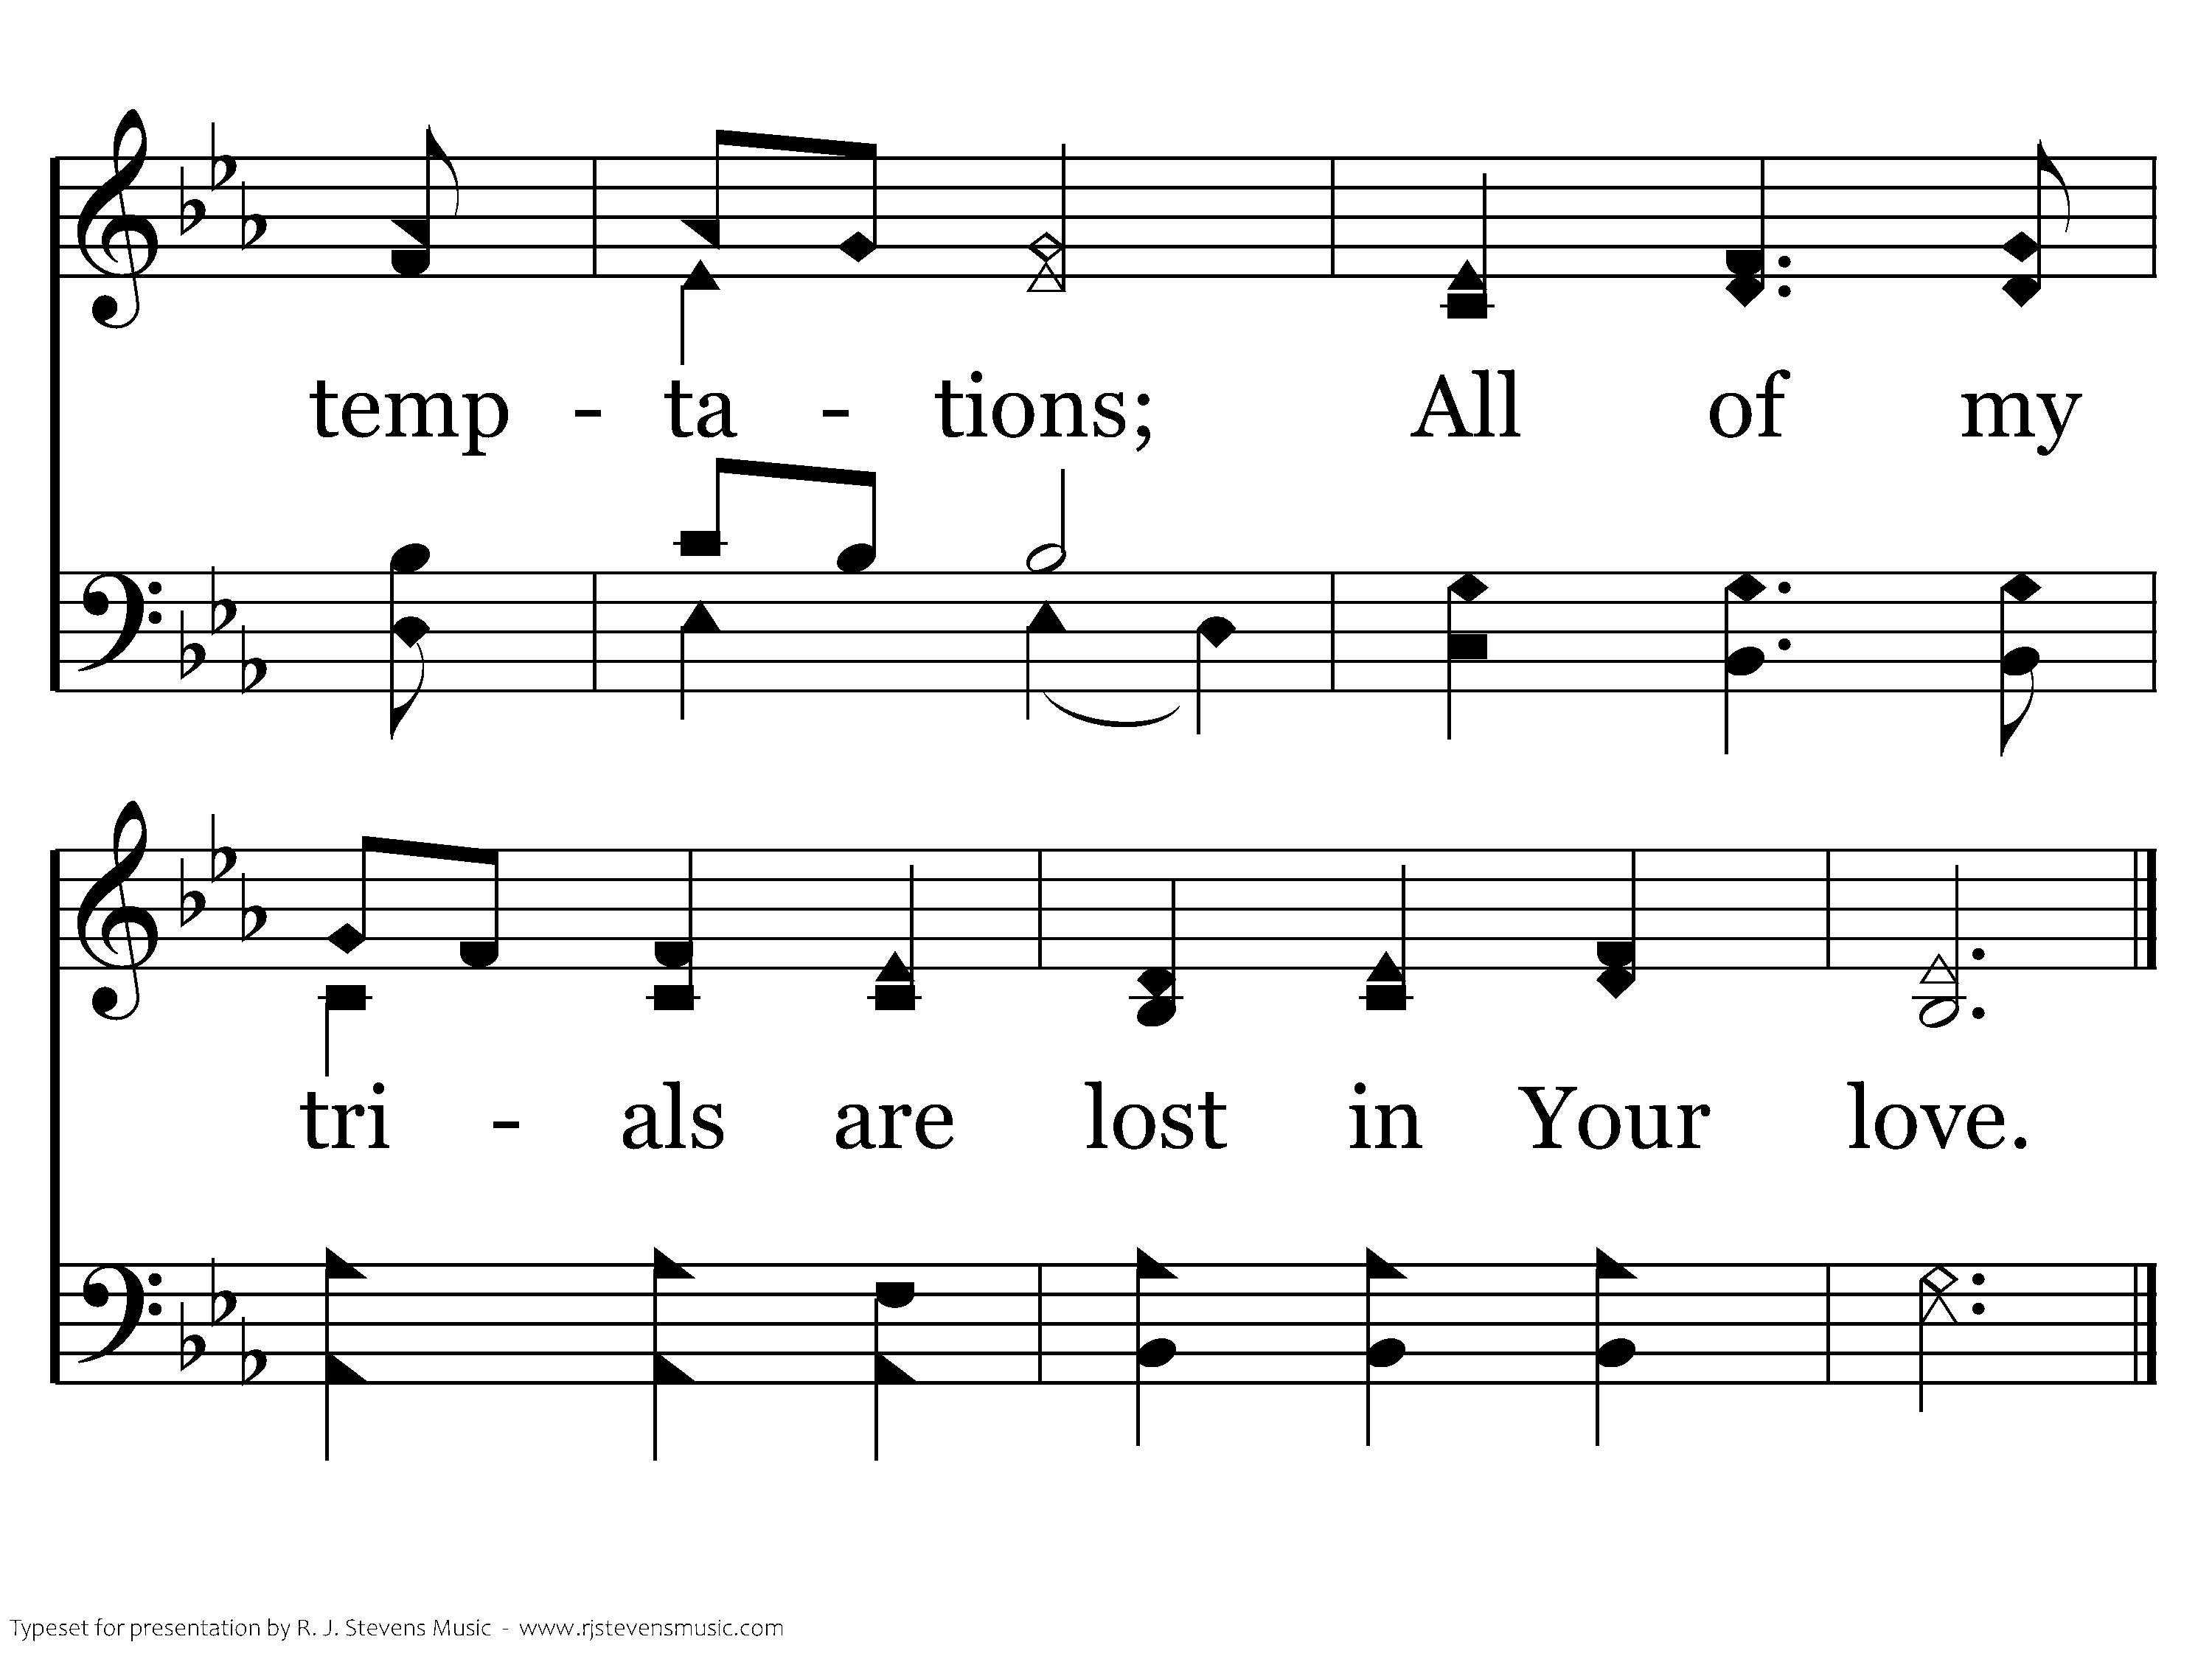 temp - ta - tions; All of my
tri - als are lost in Your love.
Typeset for presentation by R. J. Stevens Music - www.rjstevensmusic.com